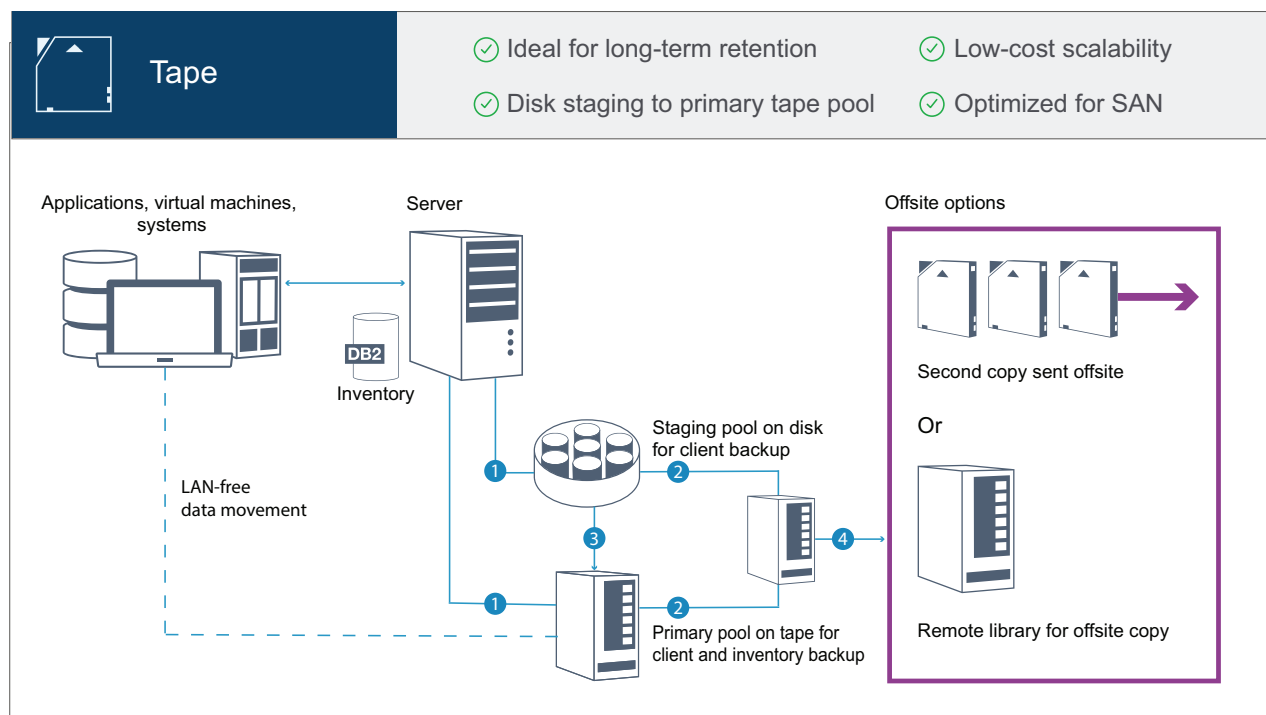 Tape
Ideal for long-term retention
Low-cost scalability
Disk staging to primary tape pool
Optimized for SAN
Applications, virtual machines,
systems
Server
Offsite options
DB2
Inventory
Second copy sent offsite
Or
Staging pool on disk
for client backup
1
2
LAN-free
data movement
3
4
1
2
Primary pool on tape for
client and inventory backup
Remote library for offsite copy